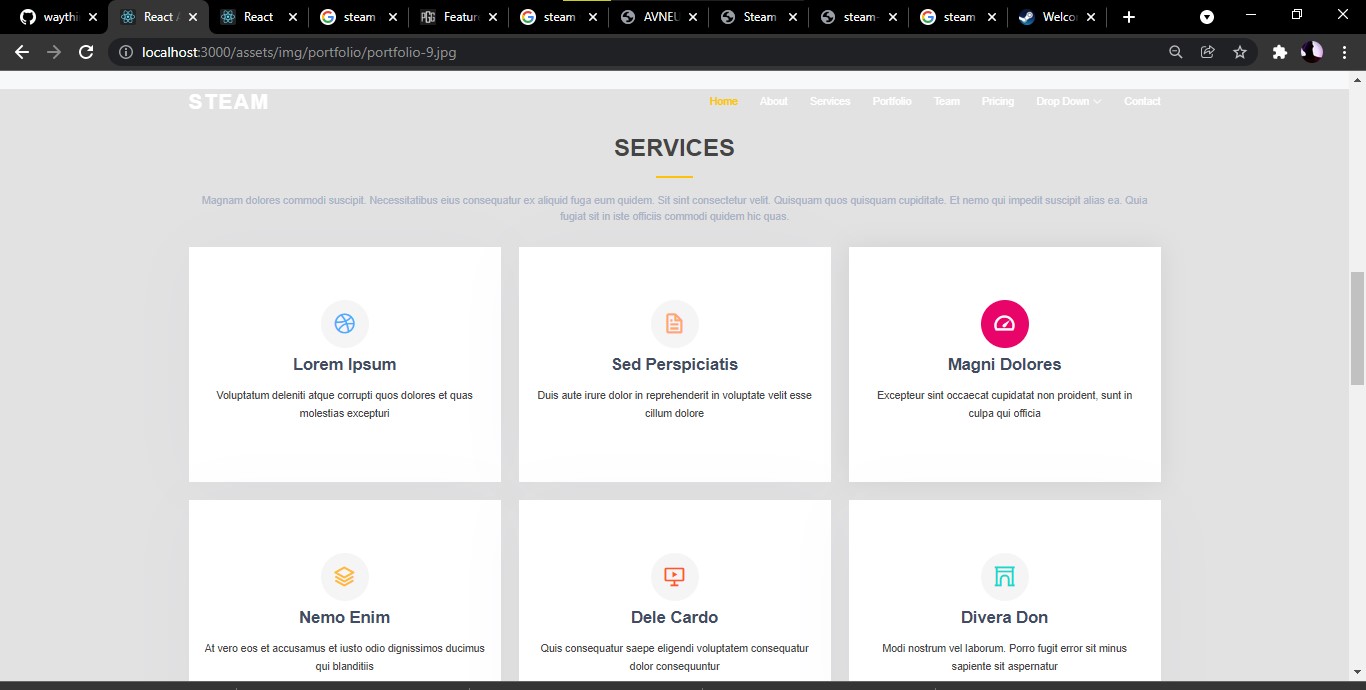 waythi React A React steam Featur steam AVNEU Steam steam- steam Welco
localhost:3000/assets/img/portfolio/portfolio-9.jpg
STEAM Home About Services Portfolio Team Pricing Drop Down Contact
SERVICES
Magnam dolores commodi suscipit. Necessitatibus eius consequatur ex aliquid fuga eum quidem. Sit sint consectetur velit. Quisquam quos quisquam cupiditate. Et nemo qui impedit suscipit alias ea. Quia
fugiat sit in iste officiis commodi quidem hic quas.
Lorem Ipsum
Voluptatum deleniti atque corrupti quos dolores et quas
molestias excepturi
Sed Perspiciatis
Duis aute irure dolor in reprehenderit in voluptate velit esse
cillum dolore
Magni Dolores
Excepteur sint occaecat cupidatat non proident, sunt in
culpa qui officia
Nemo Enim
At vero eos et accusamus et iusto odio dignissimos ducimus
qui blanditiis
Dele Cardo
Quis consequatur saepe eligendi voluptatem consequatur
dolor consequuntur
Divera Don
Modi nostrum vel laborum. Porro fugit error sit minus
sapiente sit aspernatur